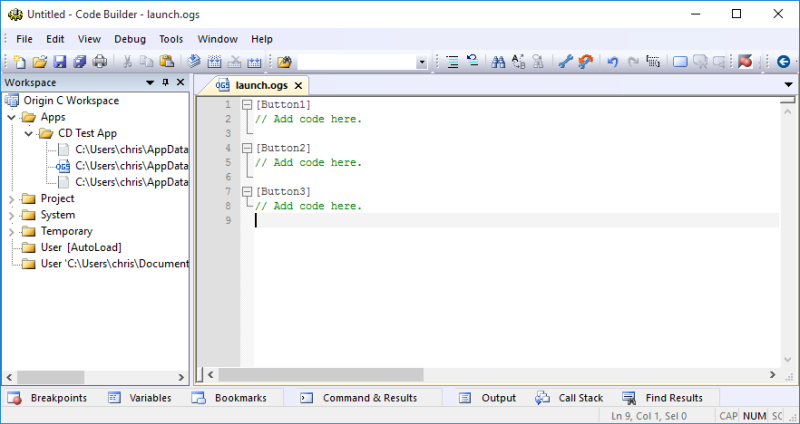 Untitled - Code Builder - launch.ogs
File Edit View Debug Tools Window Help
Workspace
Origin C Workspace
Apps
CD Test App
C:\Users\chris\AppData
C:\Users\chris\AppData
C:\Users\chris\AppData
Project
System
Temporary
User [AutoLoad]
User 'C:\Users\chris\Document
launch.ogs
1 [Button1]
2 // Add code here.
3
4 [Button2]
5 // Add code here.
6
7 [Button3]
8 // Add code here.
9
Breakpoints Variables Bookmarks Command & Results Output Call Stack Find Results
Ln 9, Col 1, Sel 0 CAP NUM SC